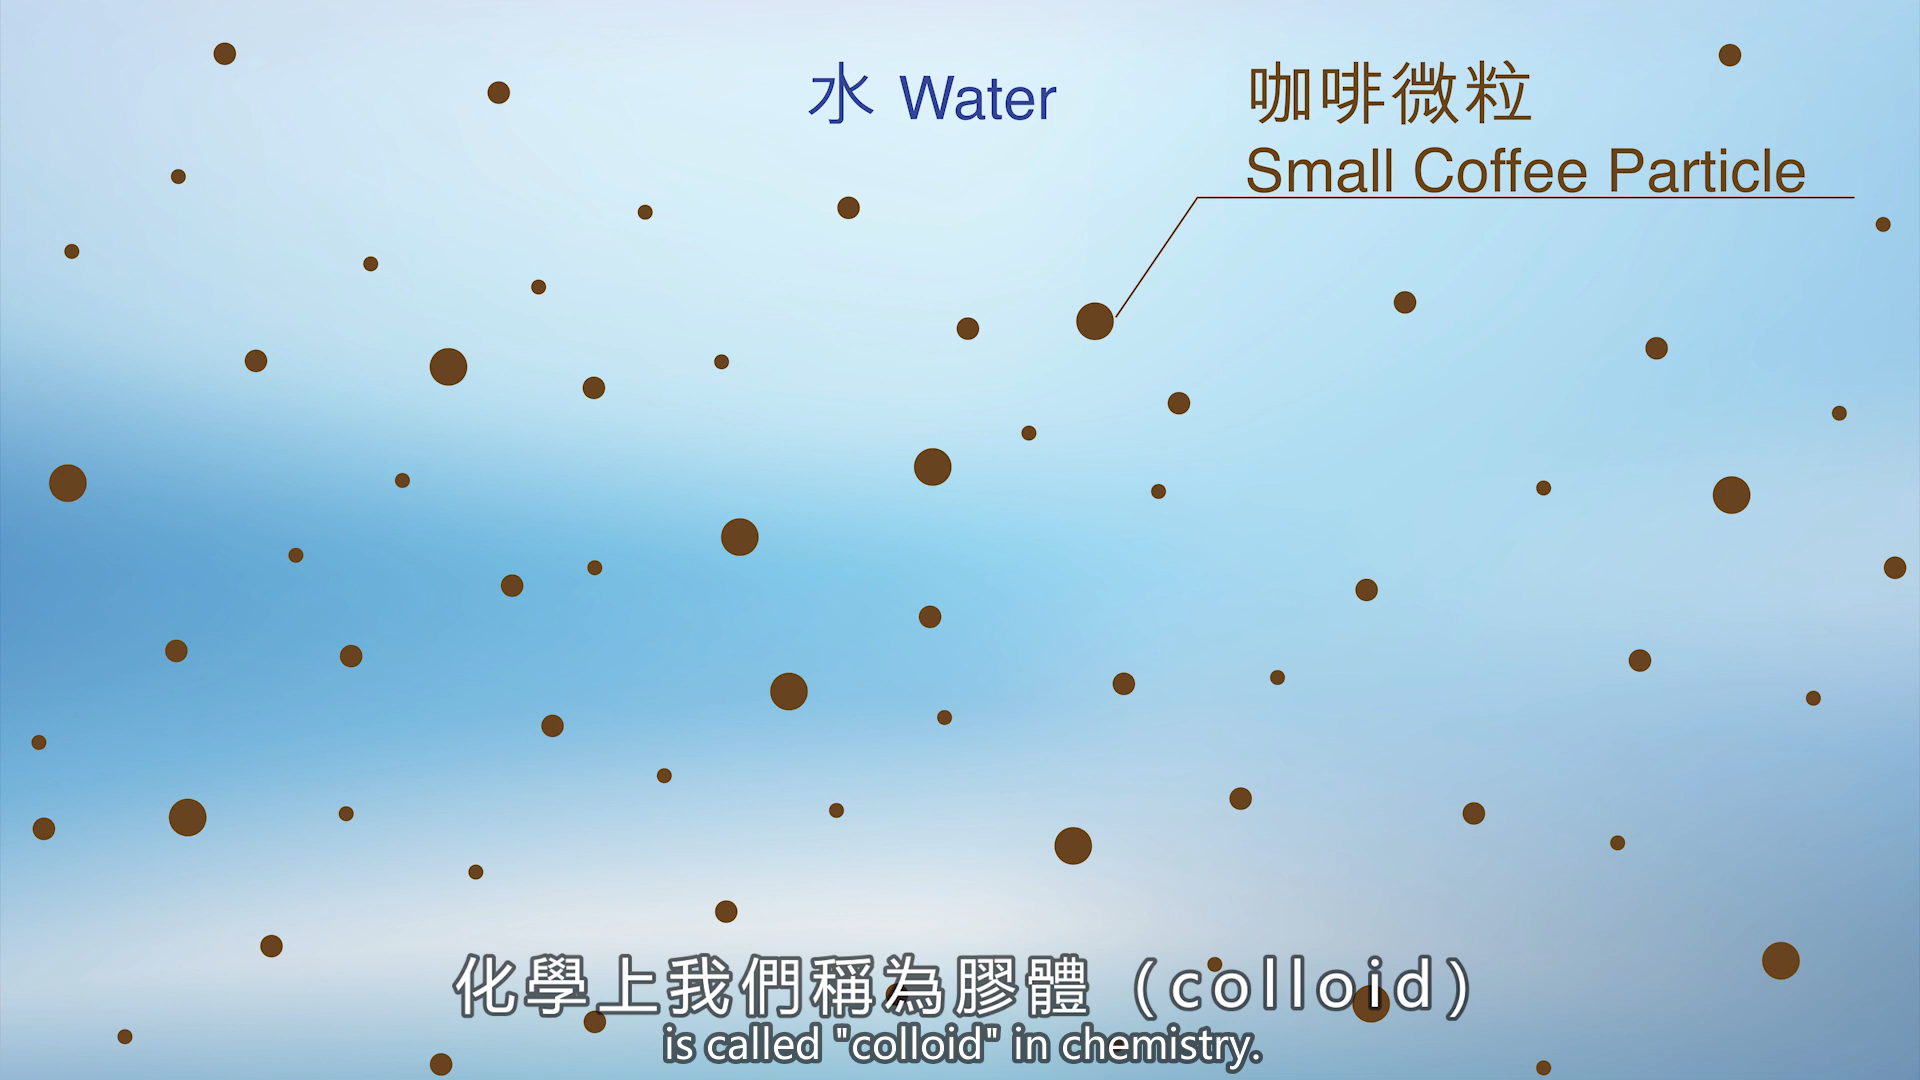 水 Water
咖啡微粒
Small Coffee Particle
化學上我們稱為膠體（colloid）
is called "colloid" in chemistry.